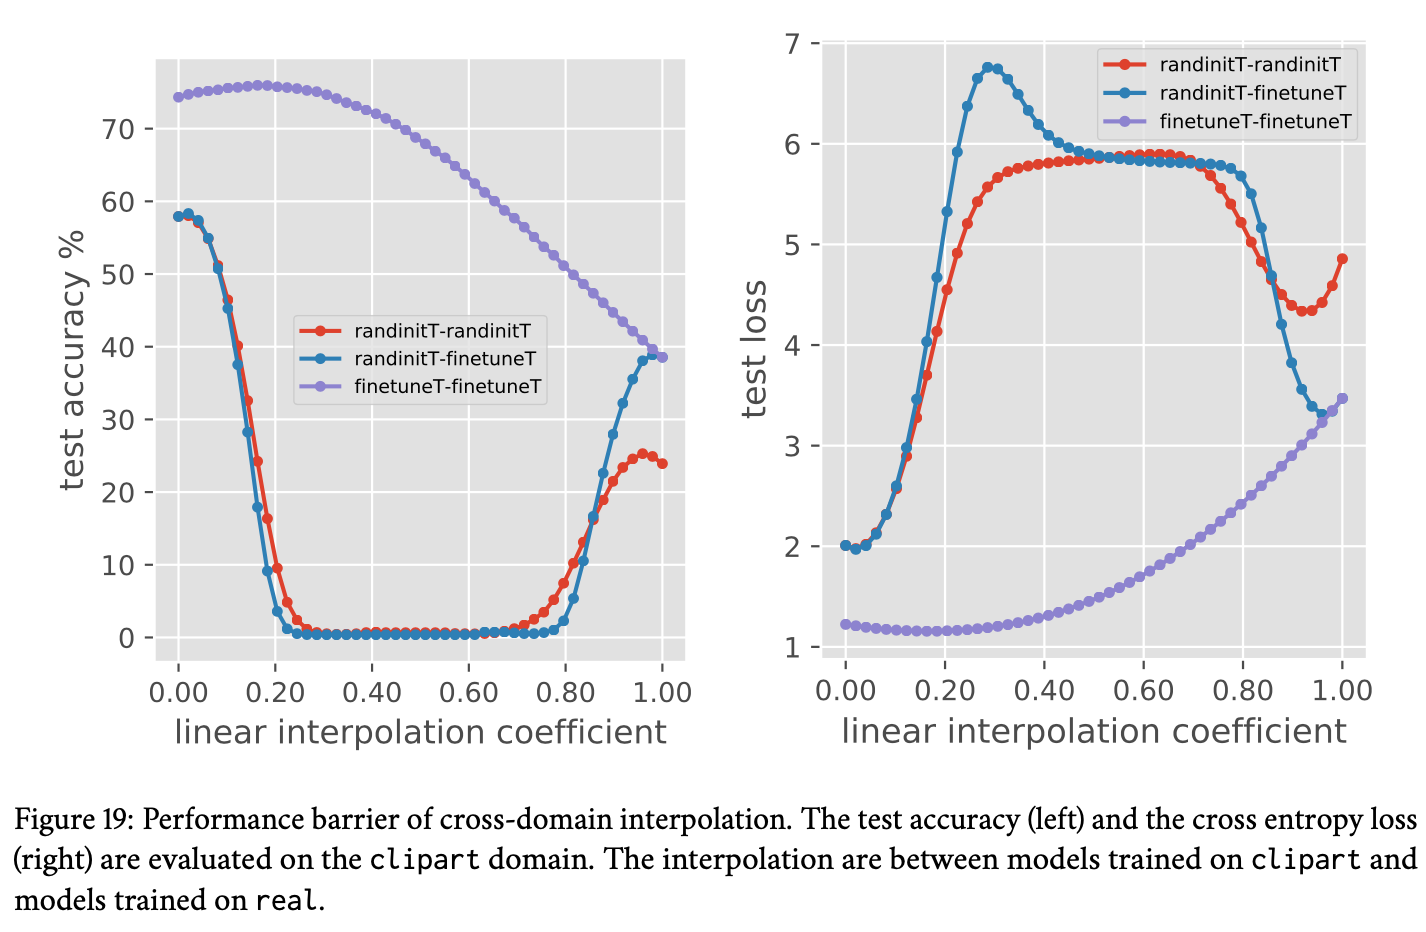 test accuracy %
70
60
50
40
30
20
10
0
randinitT-randinitT
randinitT-finetuneT
finetuneT-finetuneT
0.00 0.20 0.40 0.60 0.80 1.00
linear interpolation coefficient
test loss
7
6
5
4
3
2
1
randinitT-randinitT
randinitT-finetuneT
finetuneT-finetuneT
0.00 0.20 0.40 0.60 0.80 1.00
linear interpolation coefficient
Figure 19: Performance barrier of cross-domain interpolation. The test accuracy (left) and the cross entropy loss
(right) are evaluated on the clipart domain. The interpolation are between models trained on clipart and
models trained on real.